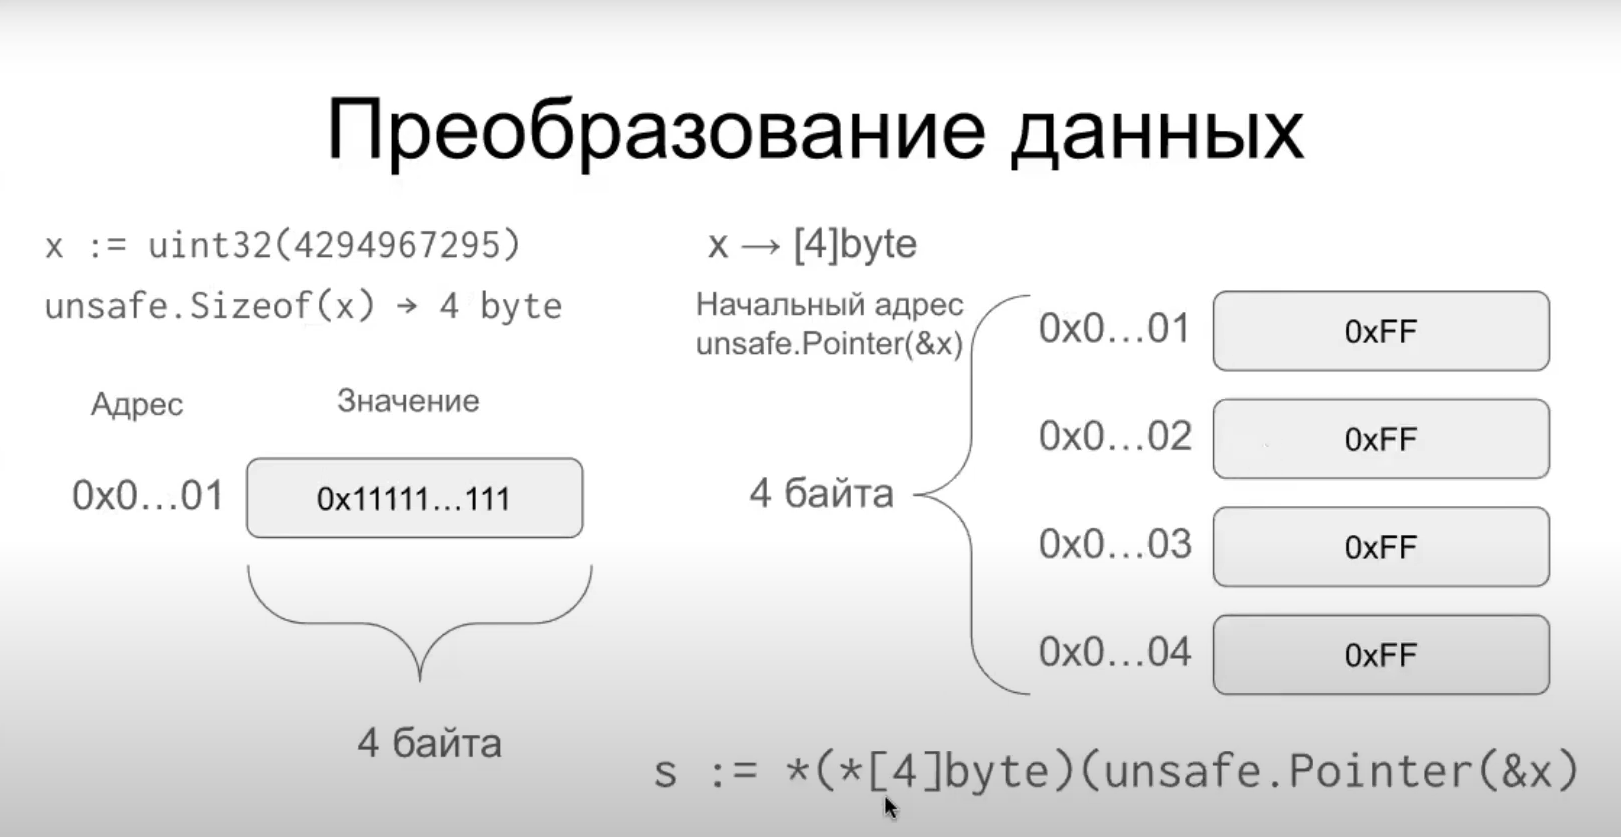 Преобразование данных
x := uint32(4294967295)
unsafe.Sizeof(x) → 4 byte
Адрес
Значение
0x0...01
0x11111...111
4 байта
x → [4]byte
Начальный адрес
unsafe.Pointer(&x)
4 байта
0x0...01
0xFF
0x0...02
0xFF
0x0...03
0xFF
0x0...04
0xFF
s := *(*[4]byte)(unsafe.Pointer(&x)